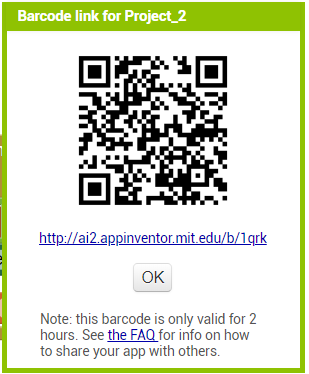 Barcode link for Project_2
http://ai2.appinventor.mit.edu/b/1qrk
OK
Note: this barcode is only valid for 2
hours. See the FAQ for info on how
to share your app with others.